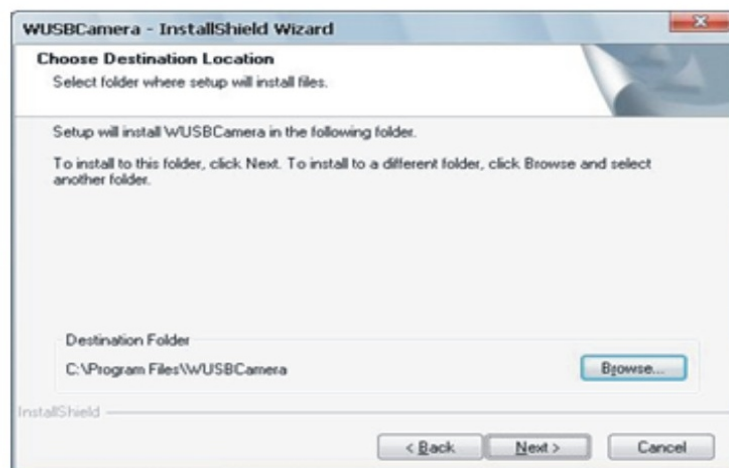 WUSBCamera - InstallShield Wizard
Choose Destination Location
Select folder where setup will install files.
Setup will install WUSBCamera in the following folder.
To install to this folder, click Next. To install to a different folder, click Browse and select
another folder.
Destination Folder
C:\Program Files\WUSBCamera
Browse...
InstallShield
< Back
Next >
Cancel